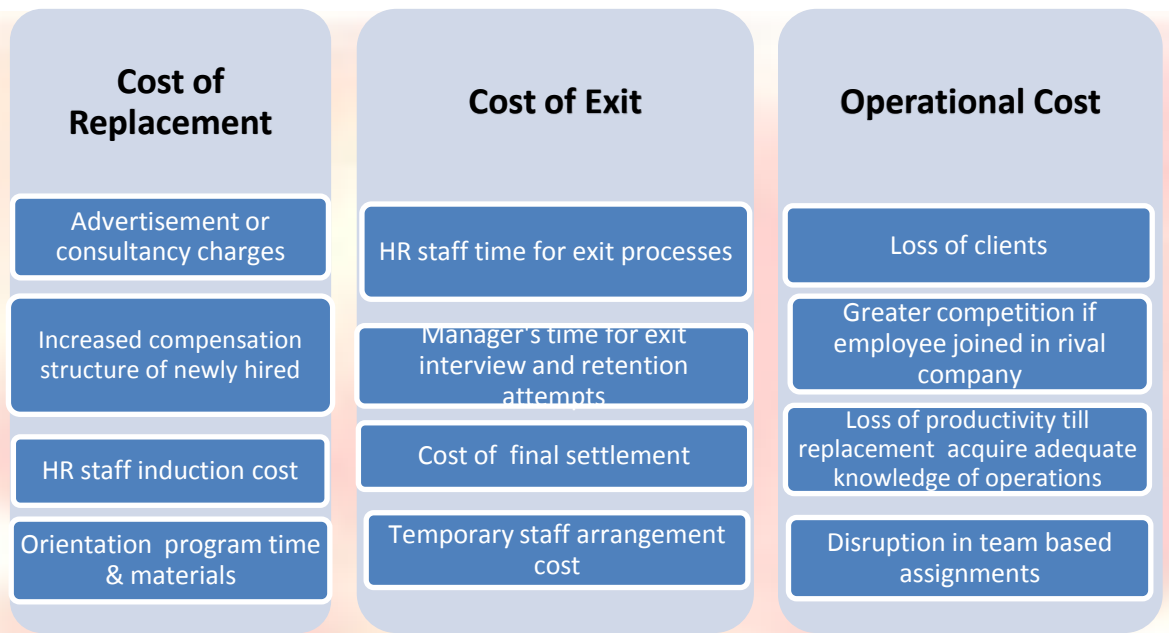 Cost of
Replacement
Advertisement or
consultancy charges
Increased compensation
structure of newly hired
HR staff induction cost
Orientation program time
& materials
Cost of Exit
HR staff time for exit processes
Manager's time for exit
interview and retention
attempts
Cost of final settlement
Temporary staff arrangement
cost
Operational Cost
Loss of clients
Greater competition if
employee joined in rival
company
Loss of productivity till
replacement acquire adequate
knowledge of operations
Disruption in team based
assignments